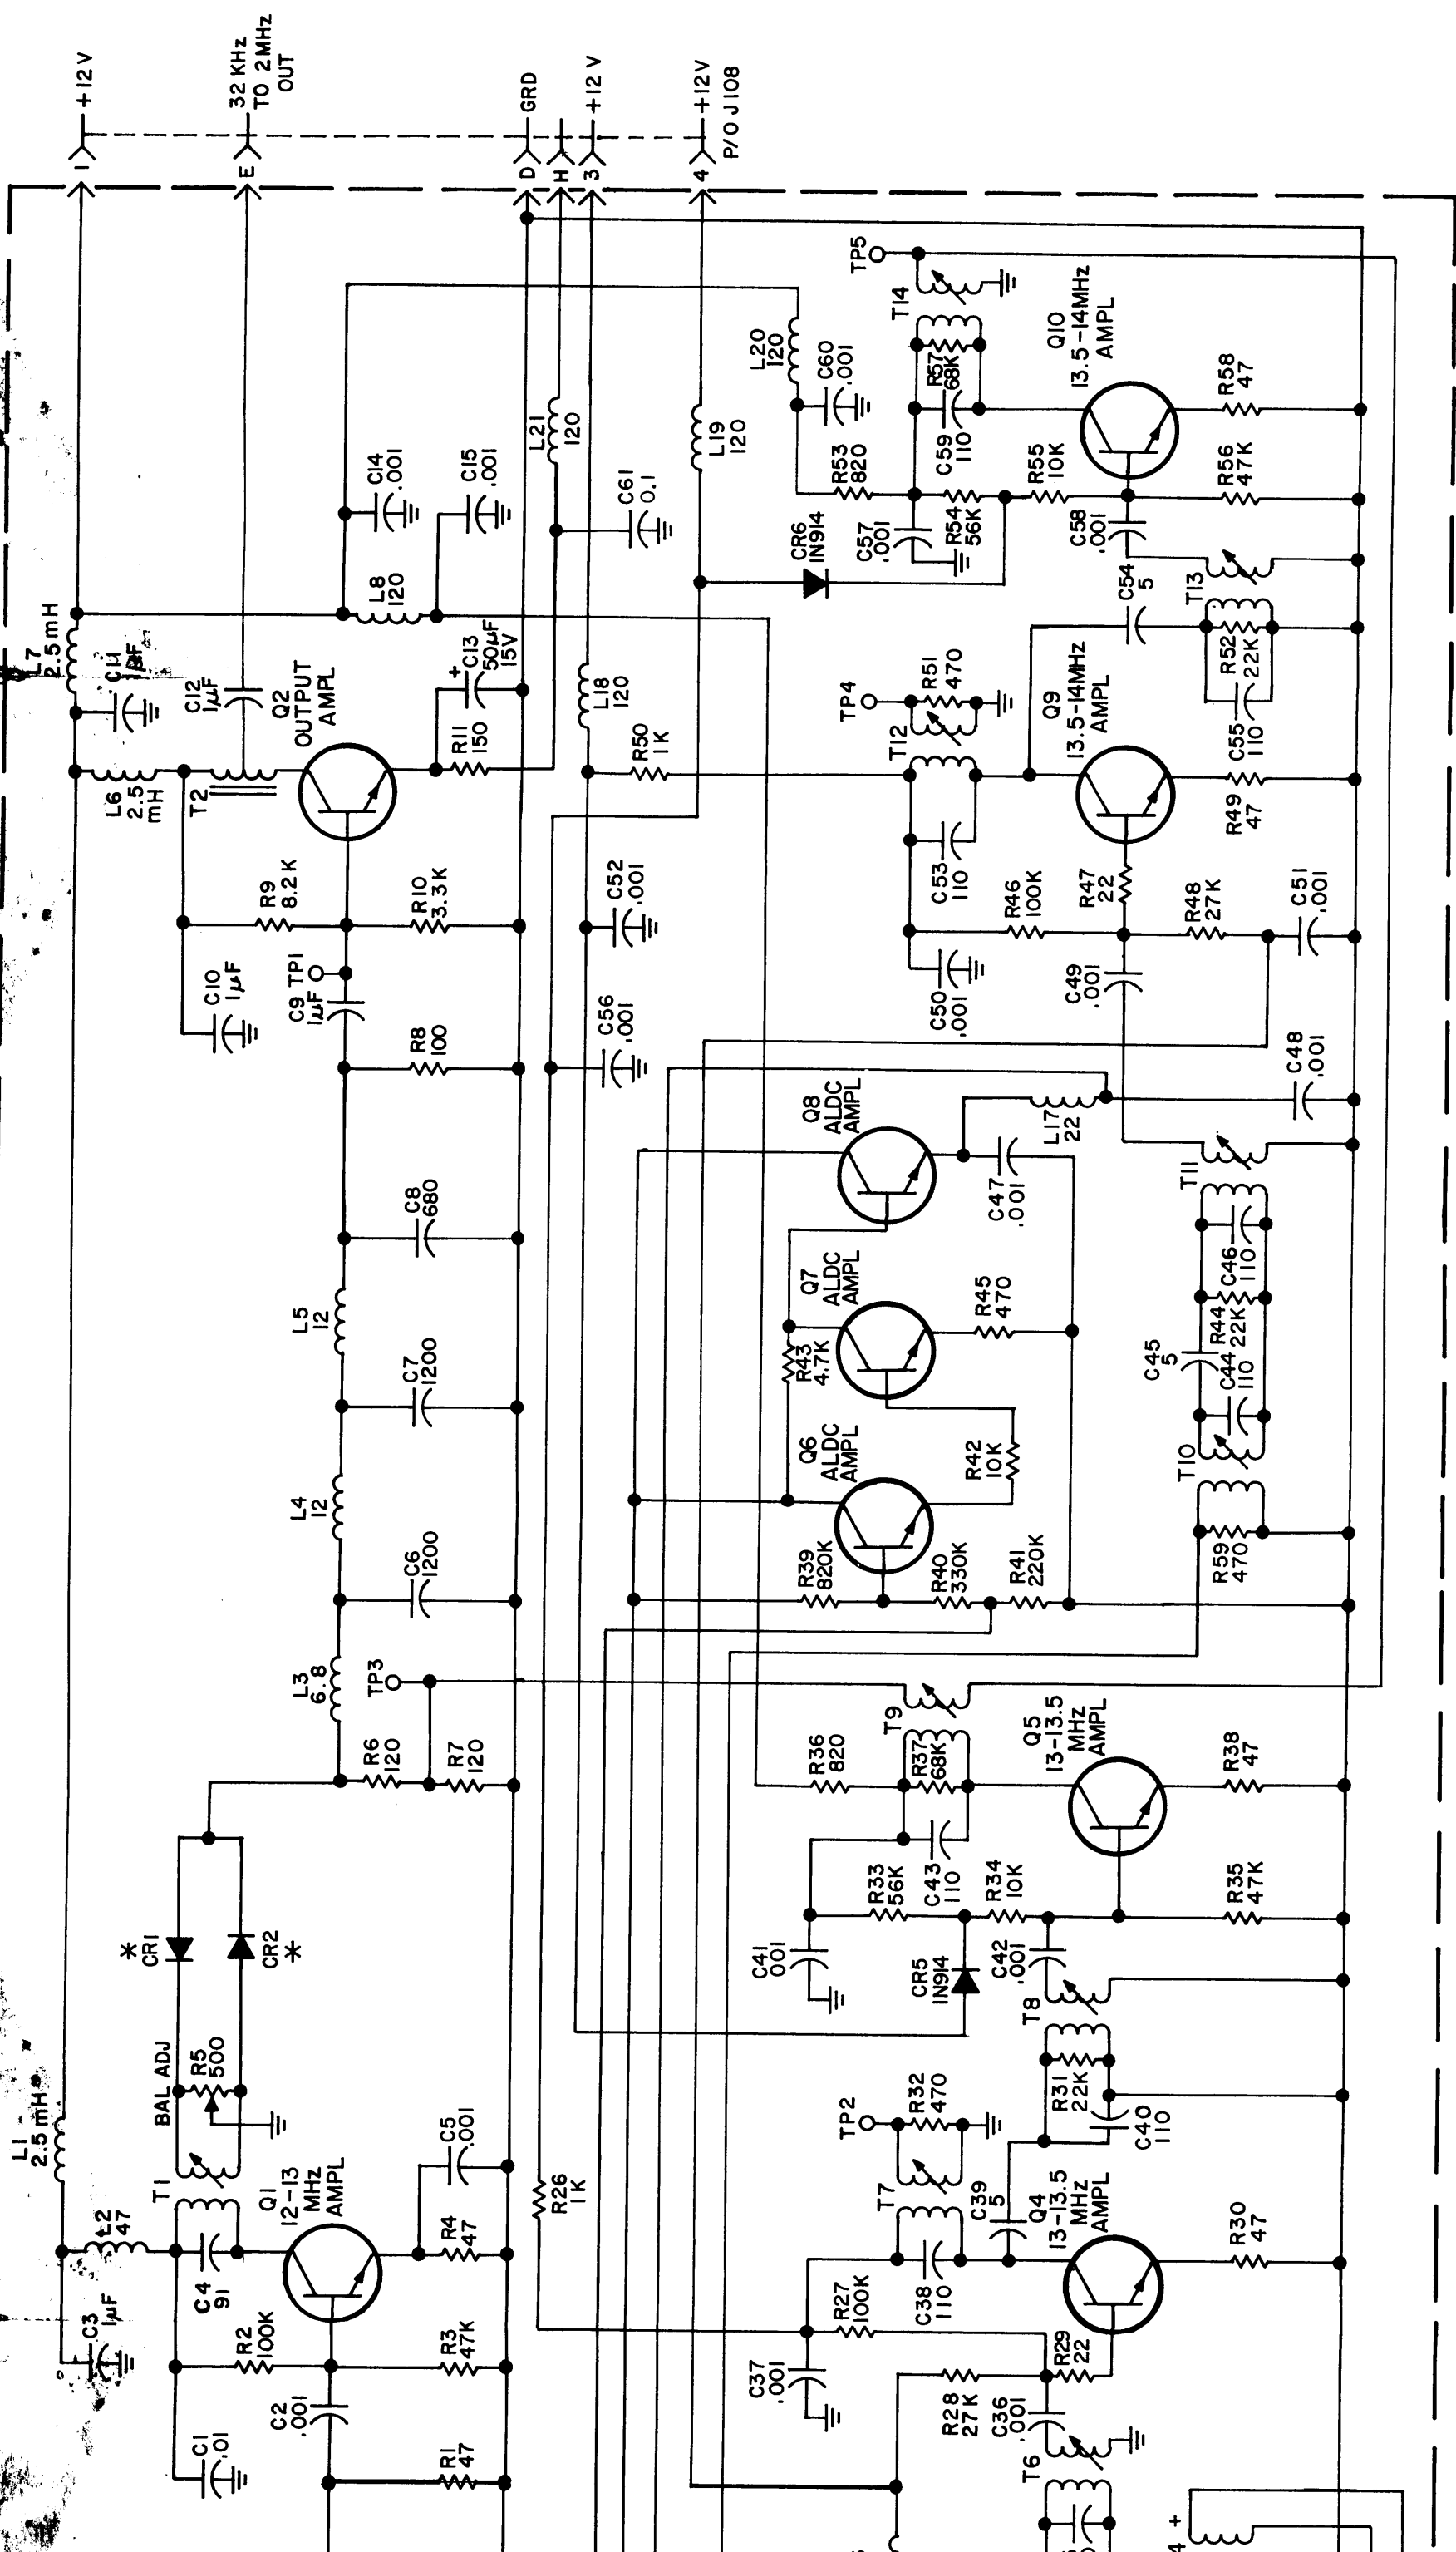 +12V
32 KHz
TO 2MHz
OUT
GRD
+12 V
+12V
P/O J108
1
E
D
H
3
4
TP5
T14
Q10
13.5-14MHz
AMPL
L20
120
C60
.001
R57
68K
R58
47
L21
120
L19
120
C14
.001
C15
.001
C61
0.1
R53
820
C59
110
R55
10K
R56
47K
CR6
IN914
C57
.001
R54
56K
C58
.001
L7
2.5 mH
L8
120
C54
5
T13
C11
C12
1μF
Q2
OUTPUT
AMPL
C13
50μF
15V
+
L18
120
TP4
R51
470
Q9
13.5-14MHz
AMPL
R52
22K
L6
2.5
mH
T2
R11
150
R50
1K
T12
C55
110
R49
47
R9
8.2 K
R10
3.3 K
C52
.001
C53
110
R46
100K
R47
22
R48
27K
C51
.001
C10
1μF
C9
1μF
TP1
R8
100
C56
.001
C50
.001
C49
.001
C48
.001
Q8
ALDC
AMPL
L17
22
C8
680
C47
.001
T11
L5
12
C7
1200
Q7
ALDC
AMPL
R43
4.7K
R45
470
C46
110
R44
22K
C45
5
C44
110
L4
12
C6
1200
Q6
ALDC
AMPL
R42
10K
T10
R39
820K
R40
330K
R41
220K
R59
470
L3
6.8
TP3
R6
120
R7
120
T9
Q5
13-13.5
MHz
AMPL
R36
820
R37
68K
R38
47
*
CR1
CR2
*
R33
56K
C43
110
R34
10K
R35
47K
C41
001
CR5
IN914
C42
.001
T8
L1
2.5 mH
BAL ADJ
R5
500
TP2
R32
470
R31
22K
C40
110
T1
Q1
12-13
MHz
AMPL
C5
.001
R26
1K
T7
C39
5
Q4
13-13.5
MHz
AMPL
L2
47
C4
91
R4
47
C38
110
R30
47
C3
1μF
R2
100K
R3
47K
R27
100K
R29
22
C1
.01
C2
.001
R1
47
C37
.001
R28
27K
C36
.001
T6
+